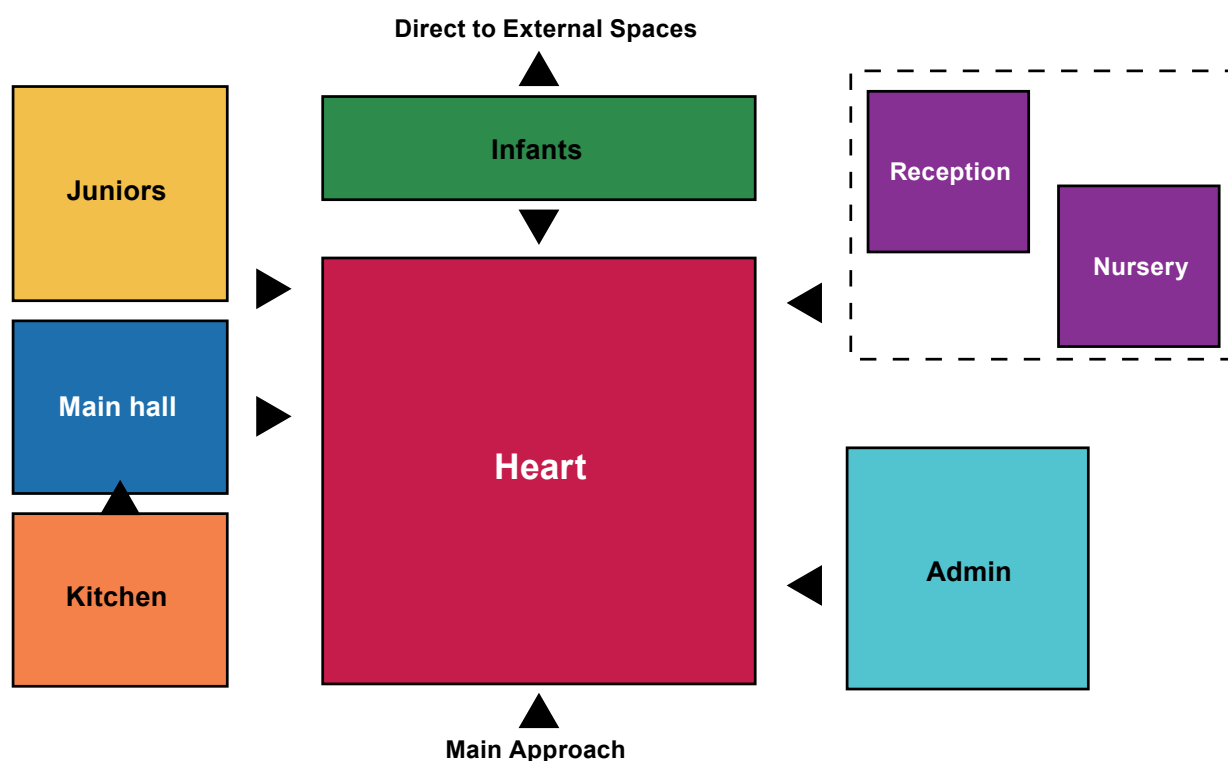 Direct to External Spaces
Juniors
Infants
Reception
Nursery
Main hall
Heart
Kitchen
Admin
Main Approach